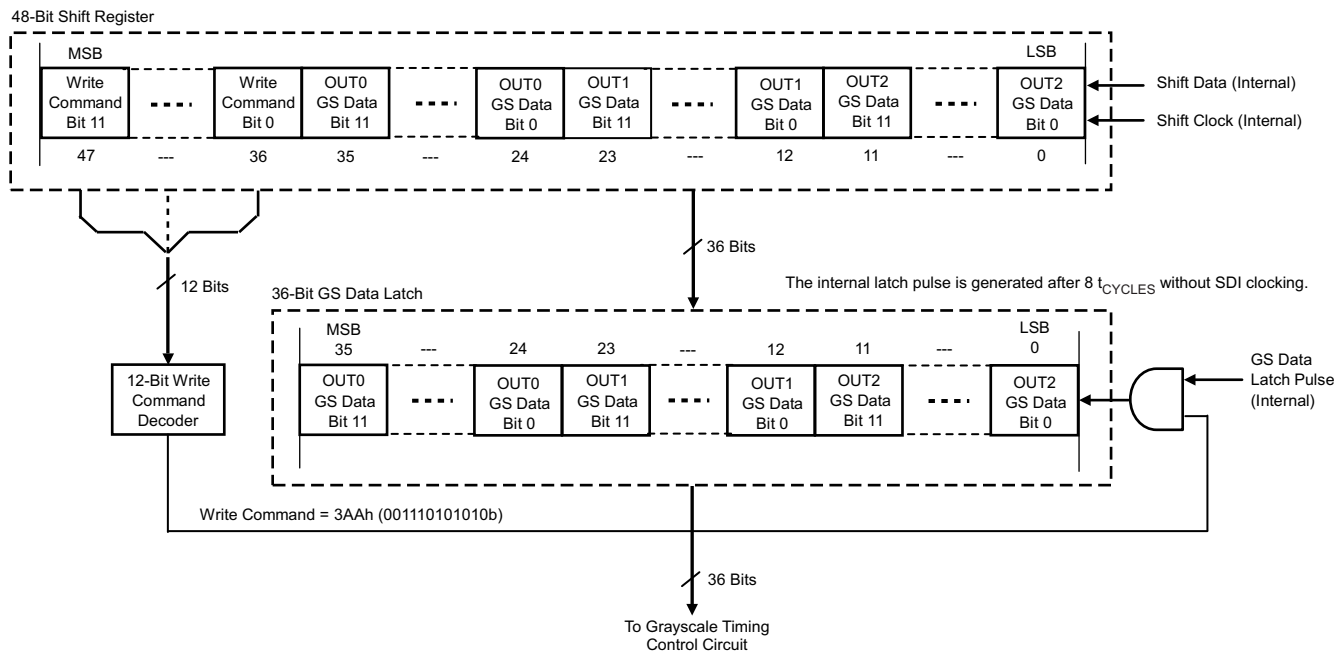 48-Bit Shift Register
MSB
LSB
Write
Command
Bit 11
Write
Command
Bit 0
OUT0
GS Data
Bit 11
OUT0
GS Data
Bit 0
OUT1
GS Data
Bit 11
OUT1
GS Data
Bit 0
OUT2
GS Data
Bit 11
OUT2
GS Data
Bit 0
Shift Data (Internal)
Shift Clock (Internal)
47 --- 36 35 --- 24 23 --- 12 11 --- 0
36 Bits
12 Bits
The internal latch pulse is generated after 8 tCYCLES without SDI clocking.
36-Bit GS Data Latch
MSB
LSB
35 --- 24 23 --- 12 11 --- 0
12-Bit Write
Command
Decoder
OUT0
GS Data
Bit 11
OUT0
GS Data
Bit 0
OUT1
GS Data
Bit 11
OUT1
GS Data
Bit 0
OUT2
GS Data
Bit 11
OUT2
GS Data
Bit 0
GS Data
Latch Pulse
(Internal)
Write Command = 3AAh (001110101010b)
36 Bits
To Grayscale Timing
Control Circuit